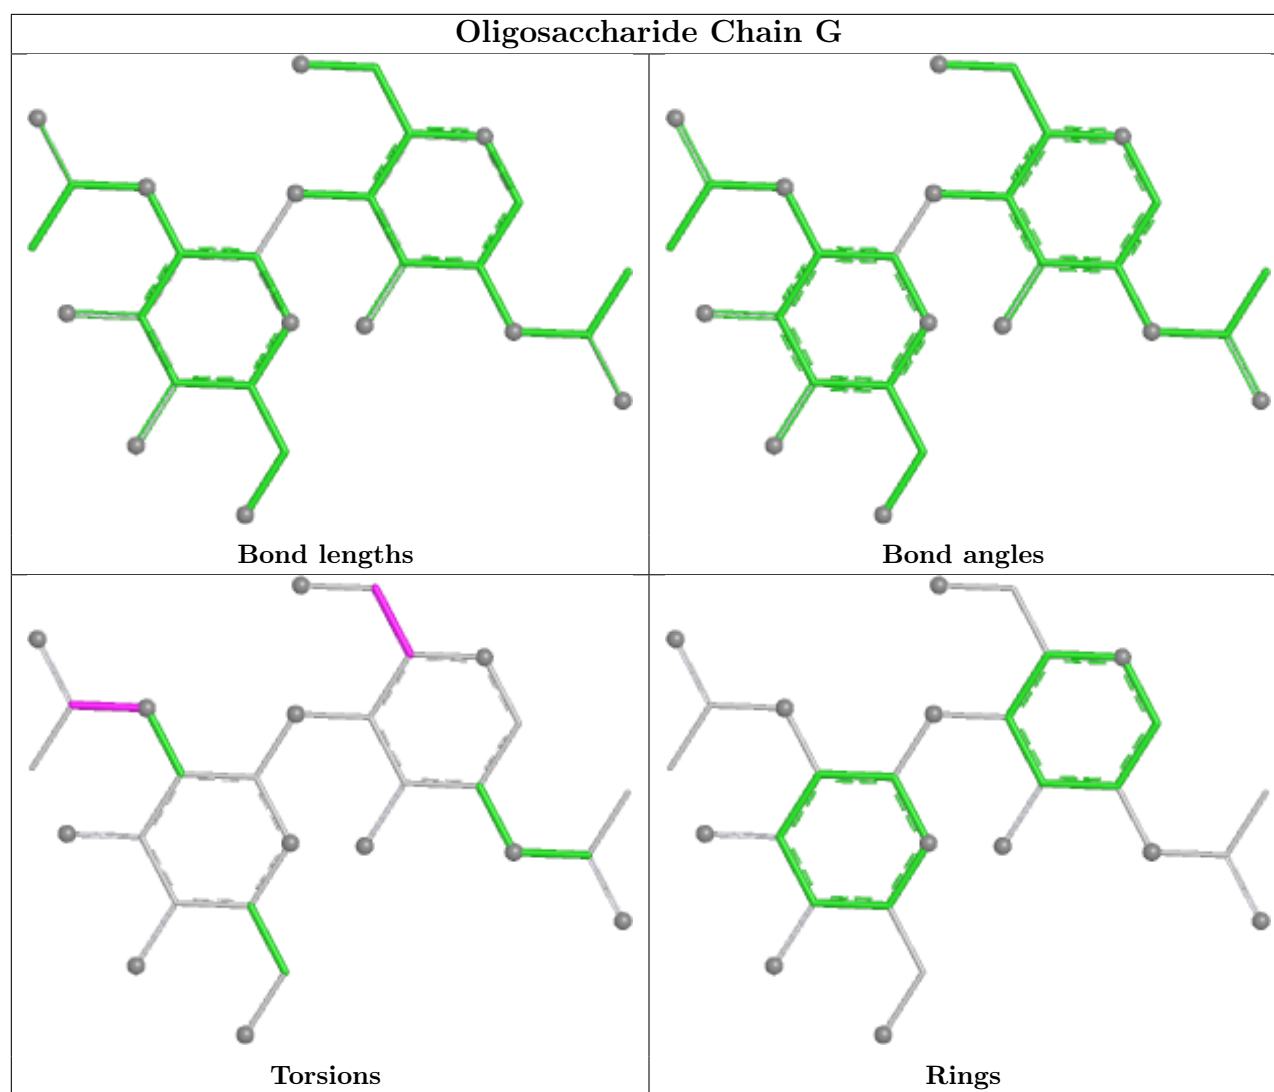 Oligosaccharide Chain G
Bond lengths
Bond angles
Torsions
Rings